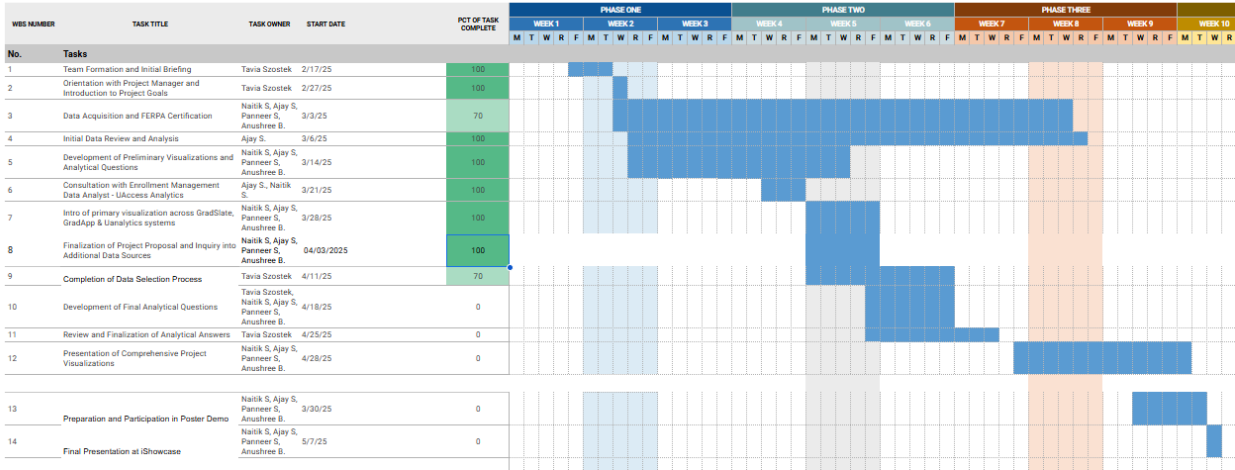 PHASE ONE PHASE TWO PHASE THREE
WBS NUMBER TASK TITLE TASK OWNER START DATE PCT OF TASK COMPLETE WEEK 1 WEEK 2 WEEK 3 WEEK 4 WEEK 5 WEEK 6 WEEK 7 WEEK 8 WEEK 9 WEEK 10
M T W R F M T W R F M T W R F M T W R F M T W R F M T W R F M T W R F M T W R F M T W R F M T W R
No. Tasks
1 Team Formation and Initial Briefing Tavia Szostek 2/17/25 100
2 Orientation with Project Manager and Introduction to Project Goals Tavia Szostek 2/27/25 100
3 Data Acquisition and FERPA Certification Naitik S, Ajay S, Panneer S, Anushree B. 3/3/25 70
4 Initial Data Review and Analysis Ajay S. 3/6/25 100
5 Development of Preliminary Visualizations and Analytical Questions Naitik S, Ajay S, Panneer S, Anushree B. 3/14/25 100
6 Consultation with Enrollment Management Data Analyst - UAccess Analytics Ajay S., Naitik S. 3/21/25 100
7 Intro of primary visualization across GradSlate, GradApp & Uanalytics systems Naitik S, Ajay S, Panneer S, Anushree B. 3/28/25 100
8 Finalization of Project Proposal and Inquiry into Additional Data Sources Naitik S, Ajay S, Panneer S, Anushree B. 04/03/2025 100
9 Completion of Data Selection Process Tavia Szostek 4/11/25 70
10 Development of Final Analytical Questions Tavia Szostek, Naitik S, Ajay S, Panneer S, Anushree B. 4/18/25 0
11 Review and Finalization of Analytical Answers Tavia Szostek 4/25/25 0
12 Presentation of Comprehensive Project Visualizations Naitik S, Ajay S, Panneer S, Anushree B. 4/28/25 0
13 Preparation and Participation in Poster Demo Naitik S, Ajay S, Panneer S, Anushree B. 3/30/25 0
14 Final Presentation at iShowcase Naitik S, Ajay S, Panneer S, Anushree B. 5/7/25 0